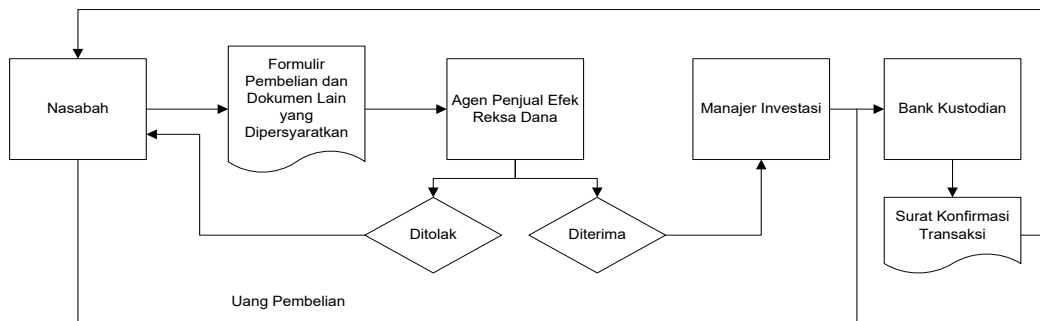 Nasabah
Formulir
Pembelian dan
Dokumen Lain
yang
Dipersyaratkan
Agen Penjual Efek
Reksa Dana
Manajer Investasi
Bank Kustodian
Ditolak
Diterima
Surat Konfirmasi
Transaksi
Uang Pembelian